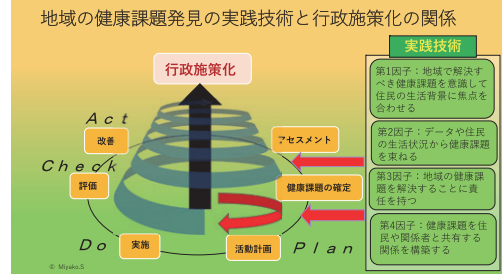 地域の健康課題発見の実践技術と行政施策化の関係
実践技術
行政施策化
第1因子：地域で解決す
べき健康課題を意識して
住民の生活背景に焦点を
合わせる
第2因子：データや住民
の生活状況から健康課題
を束ねる
第3因子：地域の健康課
題を解決することに責
任を持つ
第4因子：健康課題を住
民や関係者と共有する
関係を構築する
Act
改善
アセスメント
Check
評価
健康課題の確定
Do
実施
活動計画
Plan
© Miyako,S